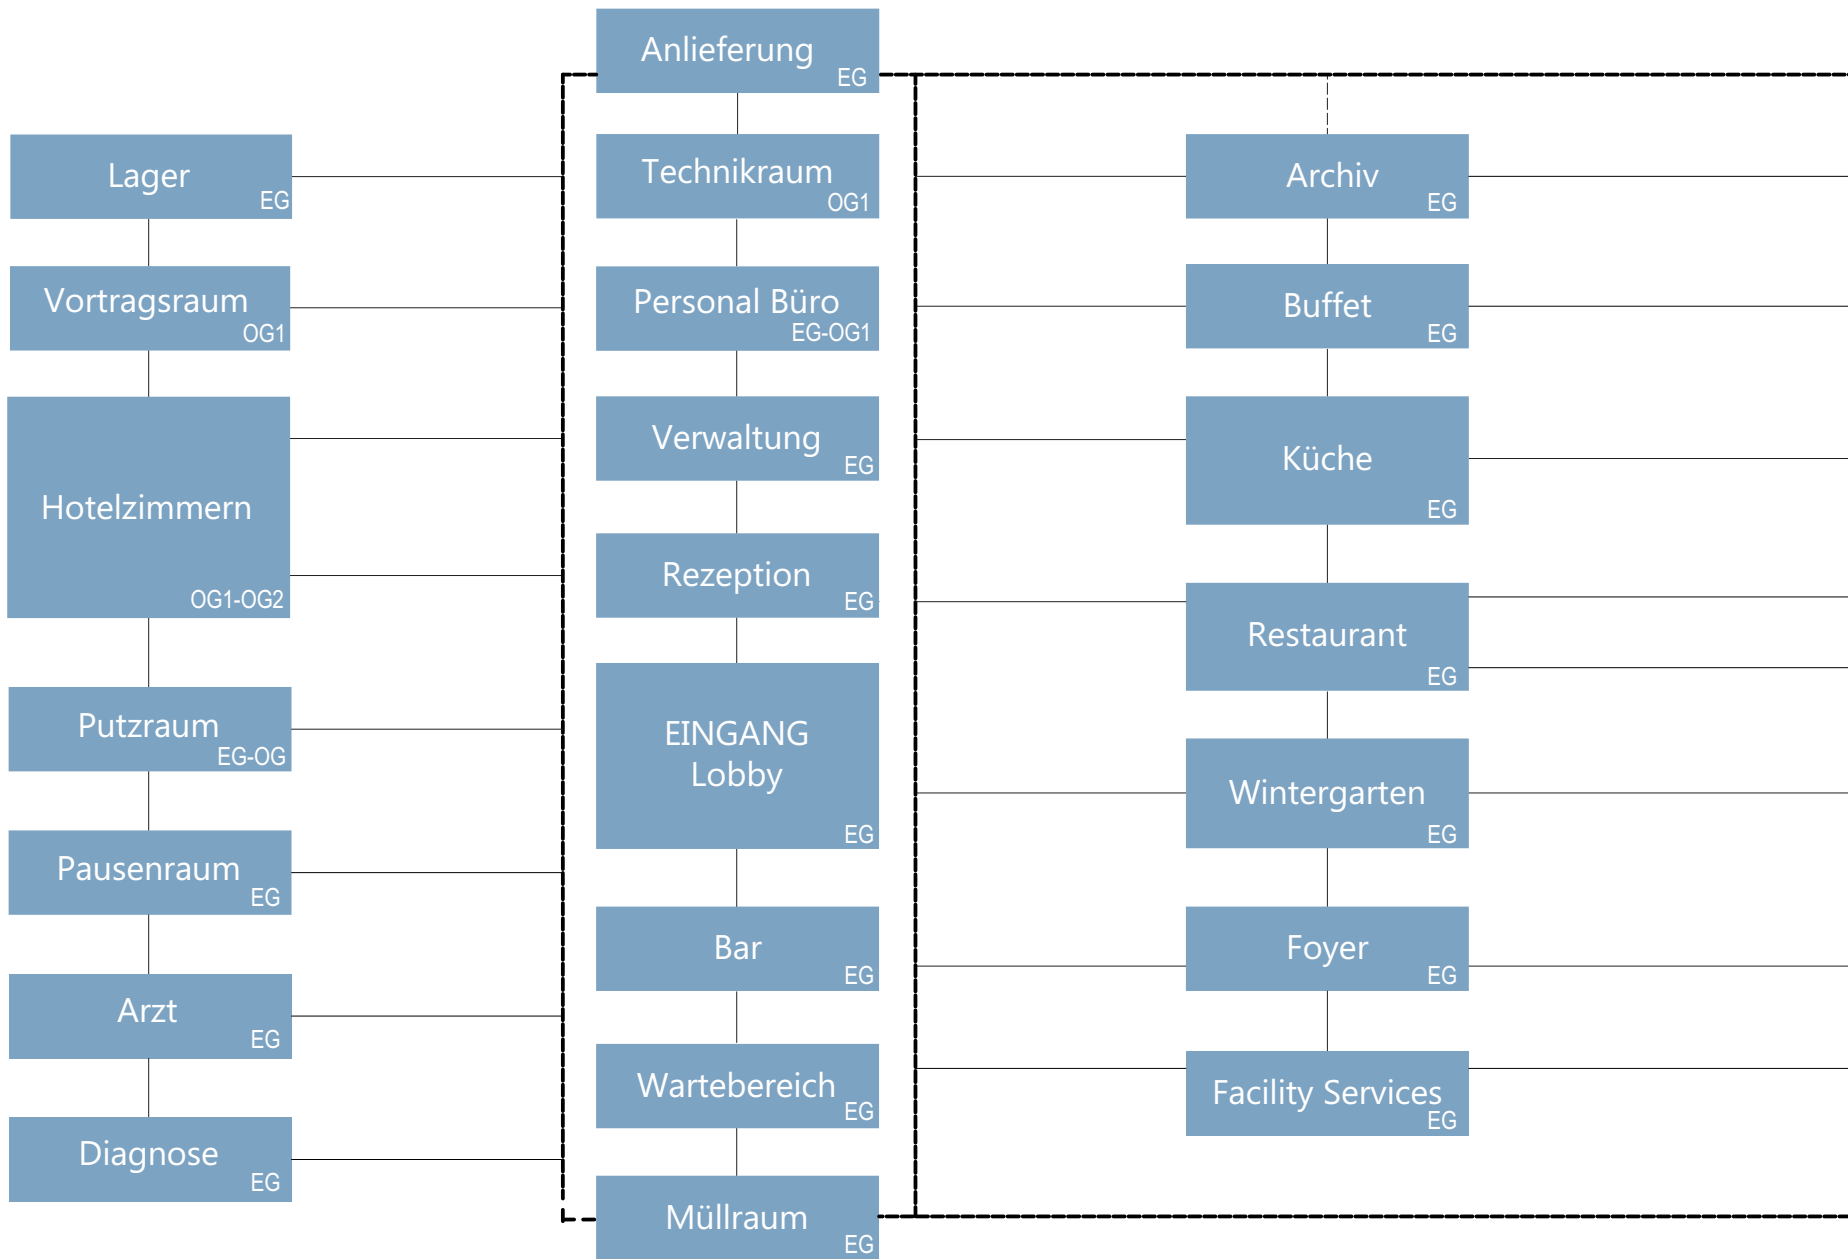 Lager
EG
Vortragsraum
OG1
Hotelzimmern
OG1-OG2
Putzraum
EG-OG
Pausenraum
EG
Arzt
EG
Diagnose
EG
Anlieferung
EG
Technikraum
OG1
Personal Büro
EG-OG1
Verwaltung
EG
Rezeption
EG
EINGANG
Lobby
EG
Bar
EG
Wartebereich
EG
Müllraum
EG
Archiv
EG
Buffet
EG
Küche
EG
Restaurant
EG
Wintergarten
EG
Foyer
EG
Facility Services
EG